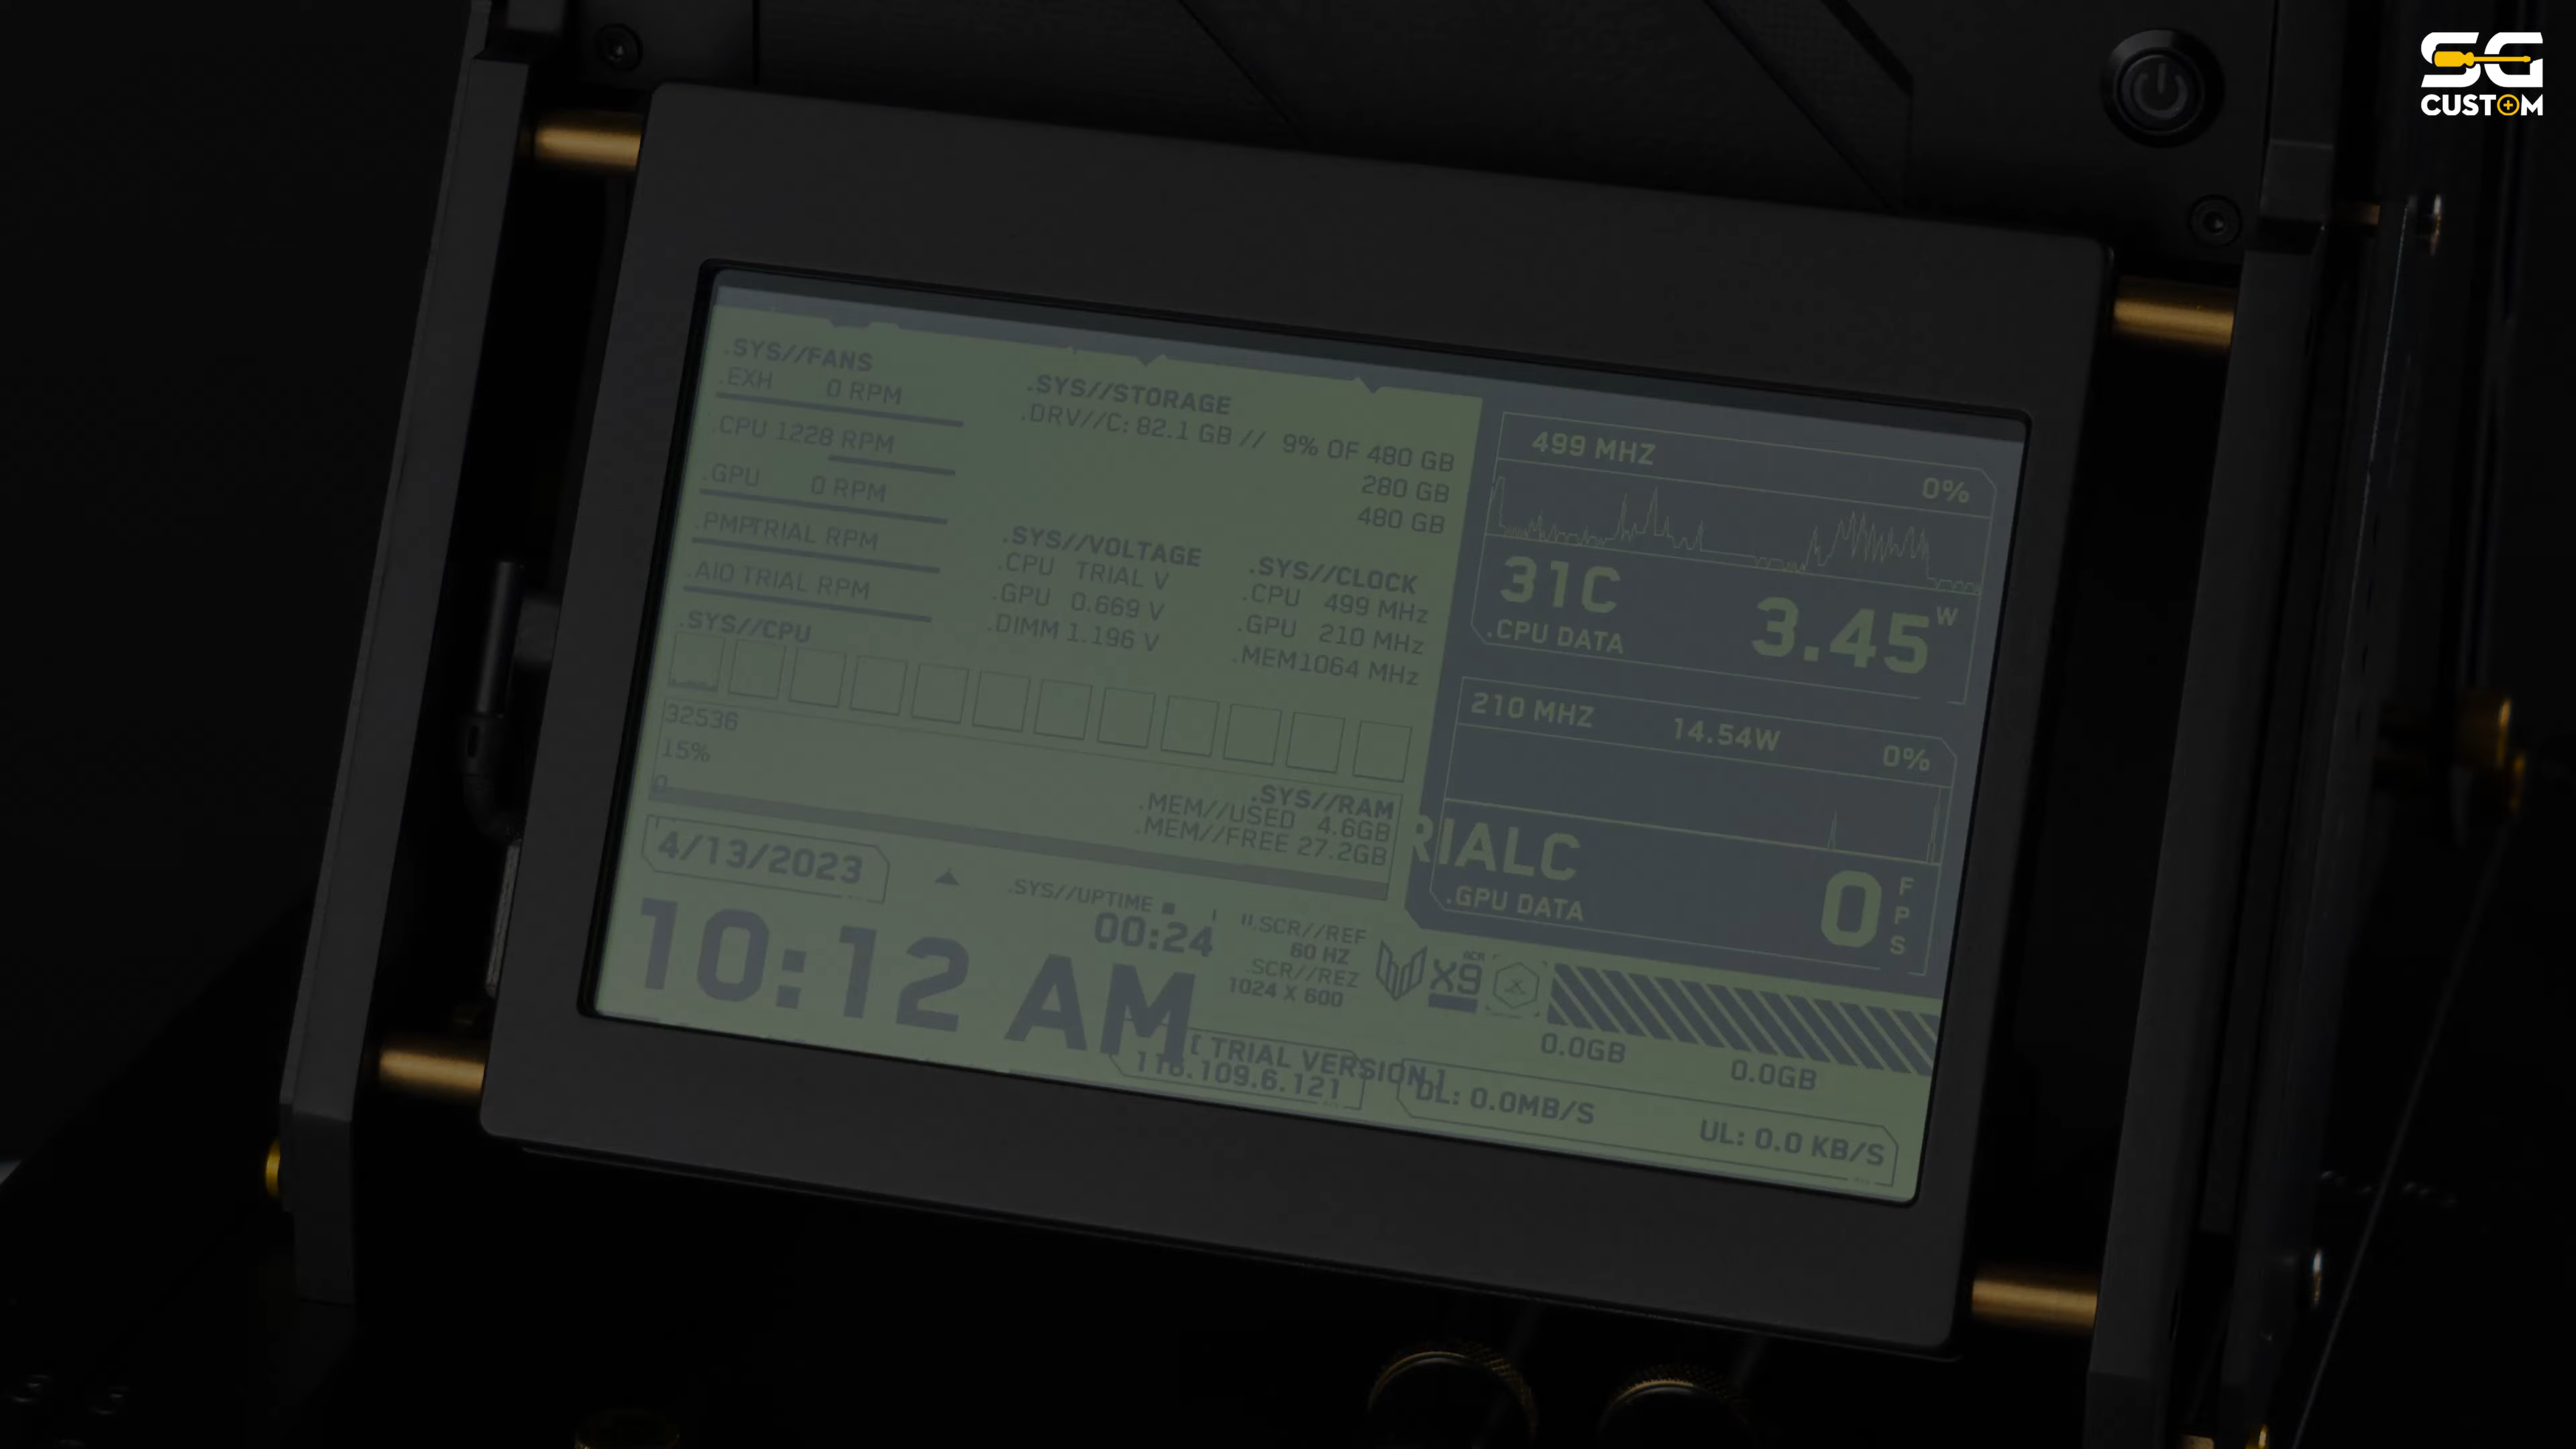 SG
CUSTOM
.SYS//FANS
.EXH 0 RPM
.CPU 1228 RPM
.GPU 0 RPM
.PMPTRIAL RPM
.AIO TRIAL RPM
.SYS//STORAGE
.DRV//C: 82.1 GB // 9% OF 480 GB
280 GB
480 GB
.SYS//VOLTAGE
.CPU TRIAL V
.GPU 0.669 V
.DIMM 1.196 V
.SYS//CLOCK
.CPU 499 MHz
.GPU 210 MHz
.MEM1064 MHz
.SYS//CPU
32536
15%
0
.SYS//RAM
.MEM//USED 4.6GB
.MEM//FREE 27.2GB
499 MHZ
0%
31C
3.45 W
.CPU DATA
210 MHZ 14.54W 0%
RIALC
.GPU DATA
0 FPS
4/13/2023
10:12 AM
.SYS//UPTIME
00:24
.SCR//REF
60 HZ
.SCR//REZ
1024 X 600
ACR
X9
0.0GB 0.0GB
[ TRIAL VERSION ]
116.109.6.121
DL: 0.0MB/S
UL: 0.0 KB/S